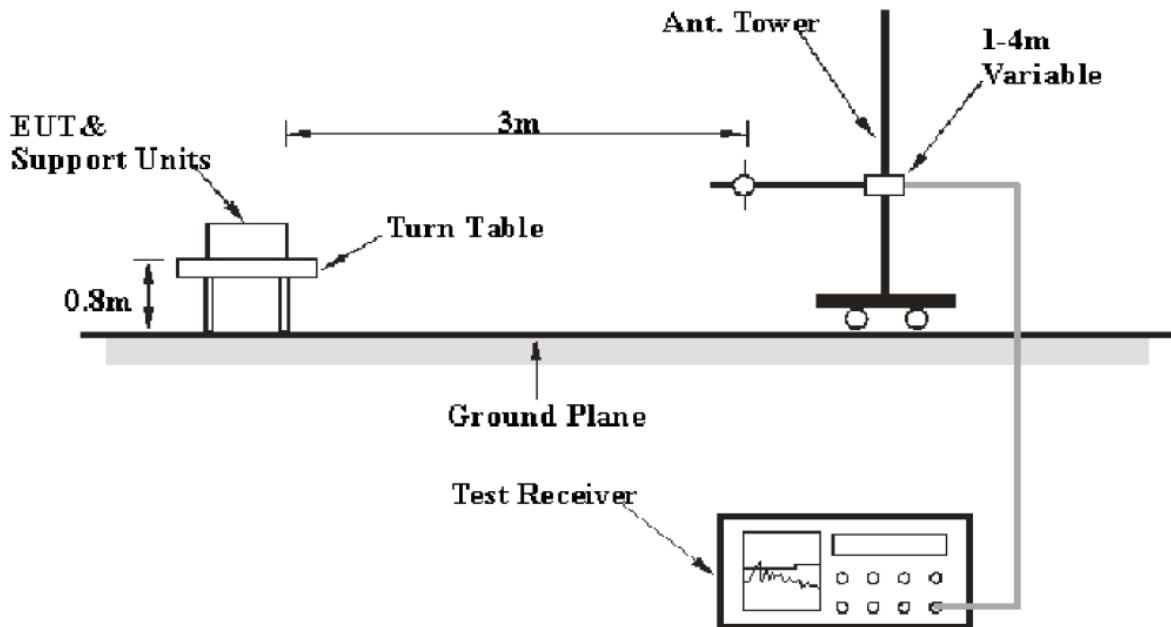 Ant. Tower
1-4m
Variable
3m
EUT&
Support Units
Turn Table
0.8m
Ground Plane
Test Receiver